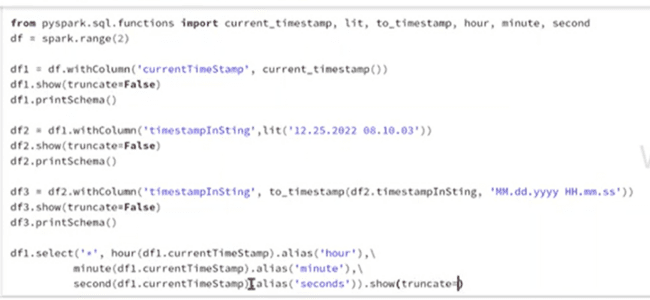 from pyspark.sql.functions import current_timestamp, lit, to_timestamp, hour, minute, second
df = spark.range(2)
df1 = df.withColumn('currentTimeStamp', current_timestamp())
df1.show(truncate=False)
df1.printSchema()
df2 = df1.withColumn('timestampInSting',lit('12.25.2022 08.10.03'))
df2.show(truncate=False)
df2.printSchema()
df3 = df2.withColumn('timestampInSting', to_timestamp(df2.timestampInSting, 'MM.dd.yyyy HH.mm.ss'))
df3.show(truncate=False)
df3.printSchema()
df1.select('*', hour(df1.currentTimeStamp).alias('hour'),\
minute(df1.currentTimeStamp).alias('minute'),\
second(df1.currentTimeStamp).alias('seconds')).show(truncate=)